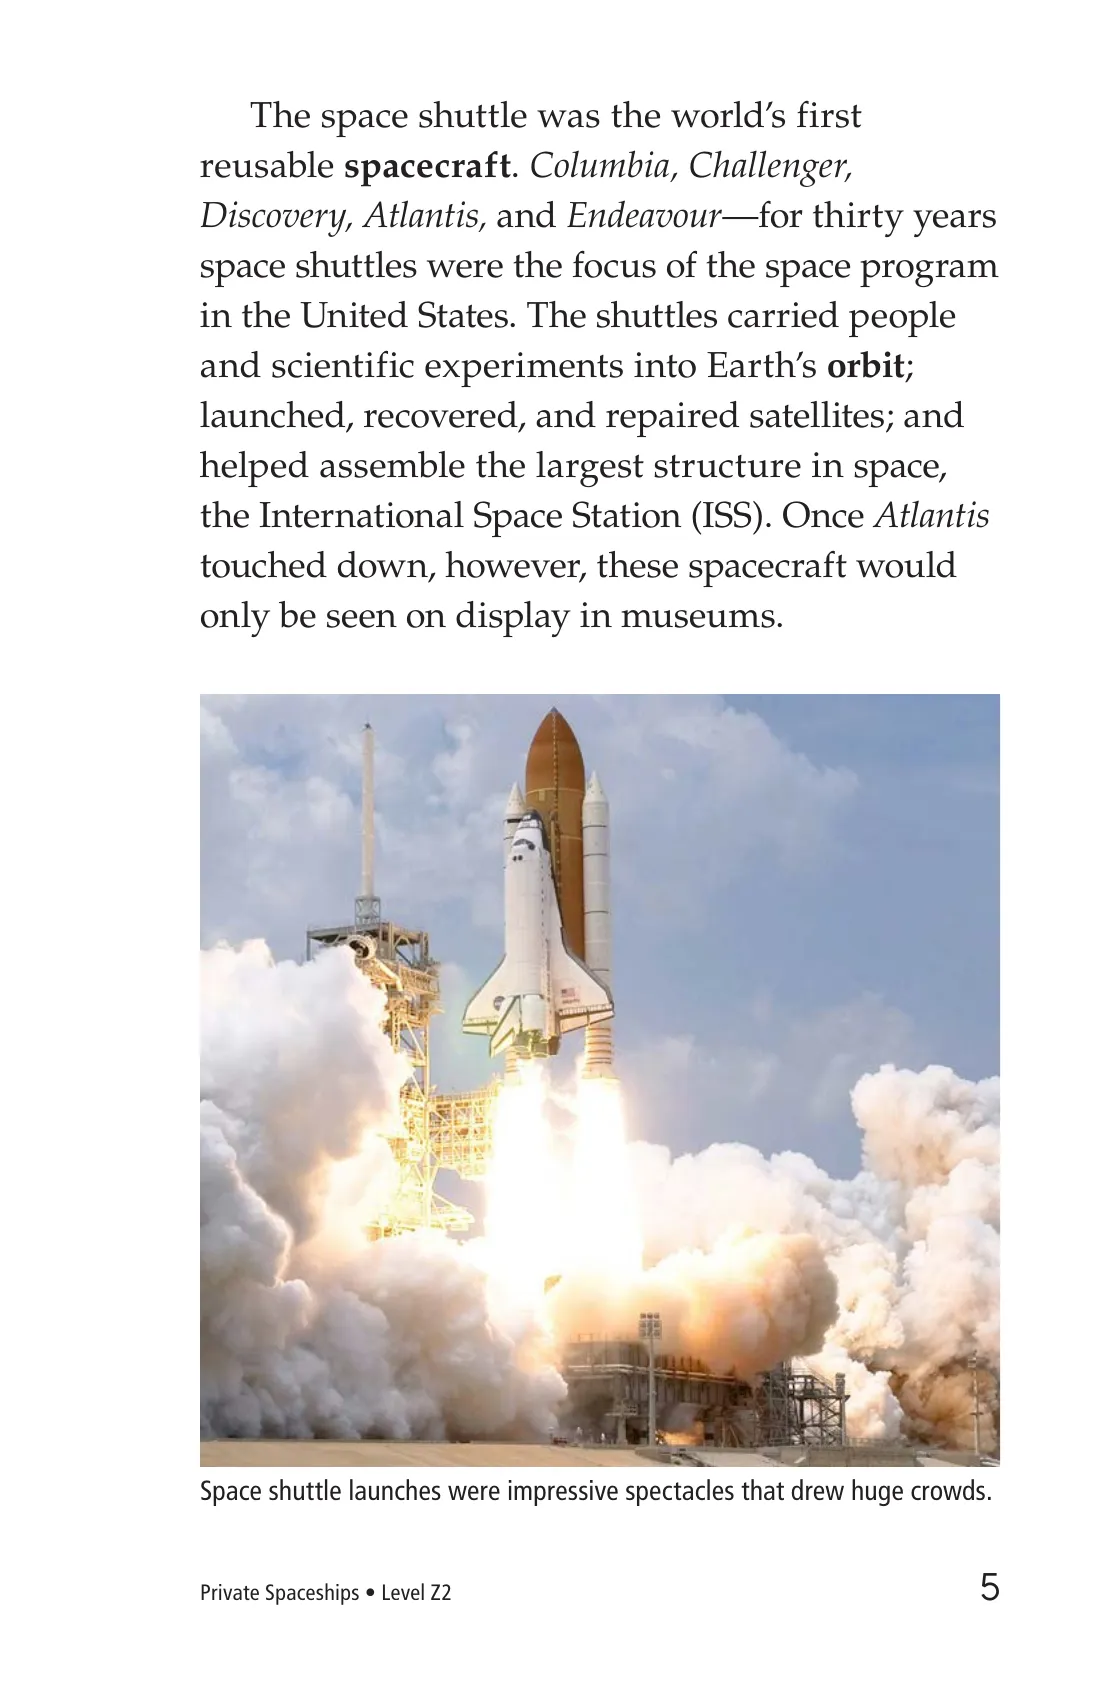 The space shuttle was the world’s first
reusable spacecraft. Columbia, Challenger,
Discovery, Atlantis, and Endeavour—for thirty years
space shuttles were the focus of the space program
in the United States. The shuttles carried people
and scientific experiments into Earth’s orbit;
launched, recovered, and repaired satellites; and
helped assemble the largest structure in space,
the International Space Station (ISS). Once Atlantis
touched down, however, these spacecraft would
only be seen on display in museums.
Space shuttle launches were impressive spectacles that drew huge crowds.
Private Spaceships • Level Z2
5